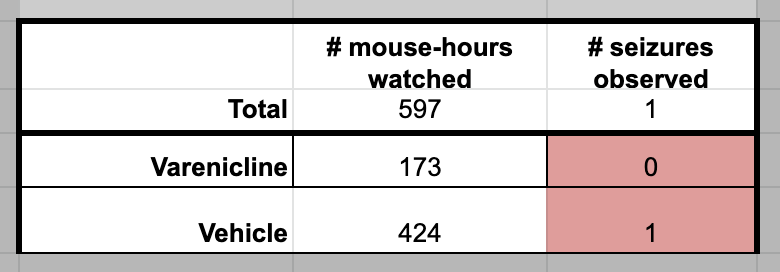 # mouse-hours # seizures
watched observed
Total 597 1
Varenicline 173 0
Vehicle 424 1